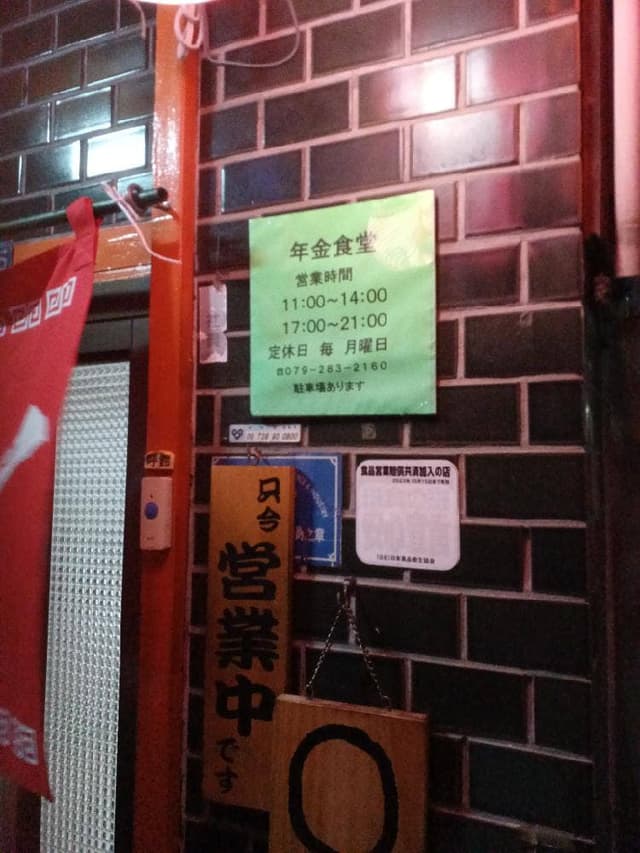 年金食堂
営業時間
11:00～14:00
17:00～21:00
定休日 毎 月曜日
☎079-283-2160
駐車場あります
呼鈴
食品営業賠償共済加入の店
只今
営業中
です